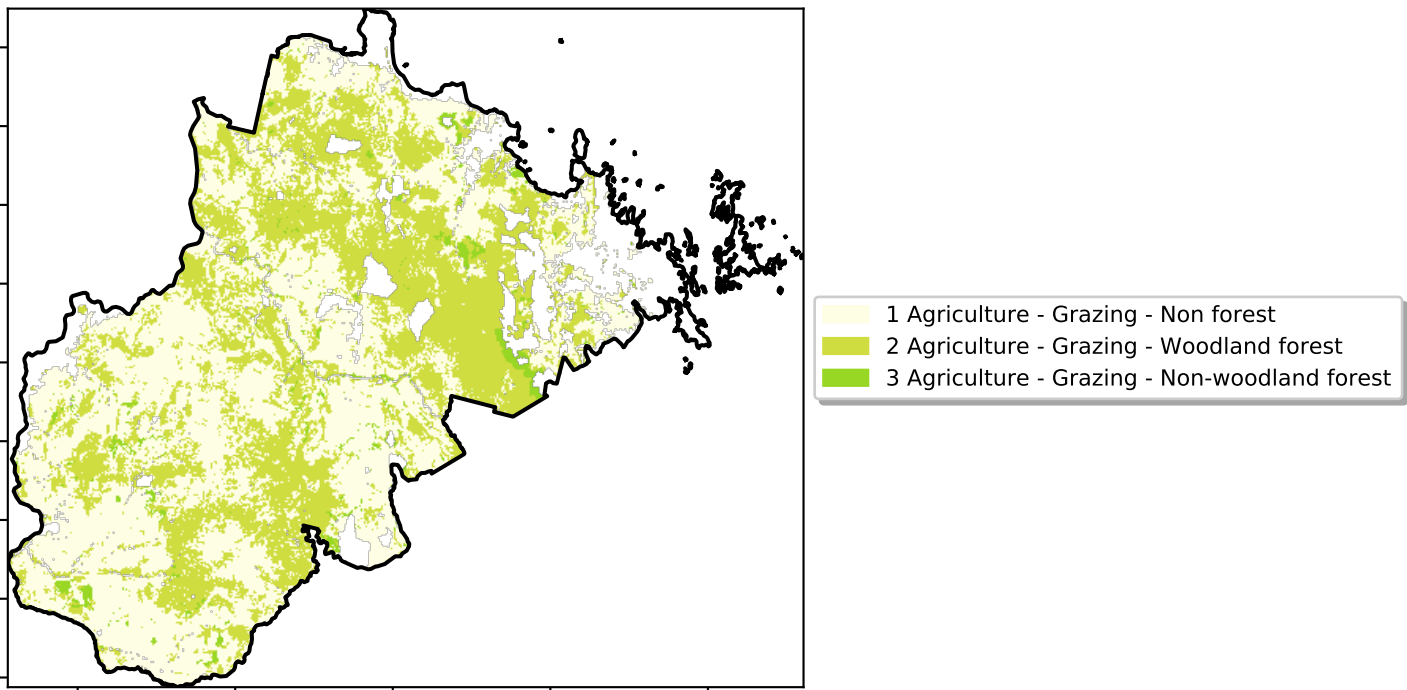 1 Agriculture - Grazing - Non forest
2 Agriculture - Grazing - Woodland forest
3 Agriculture - Grazing - Non-woodland forest